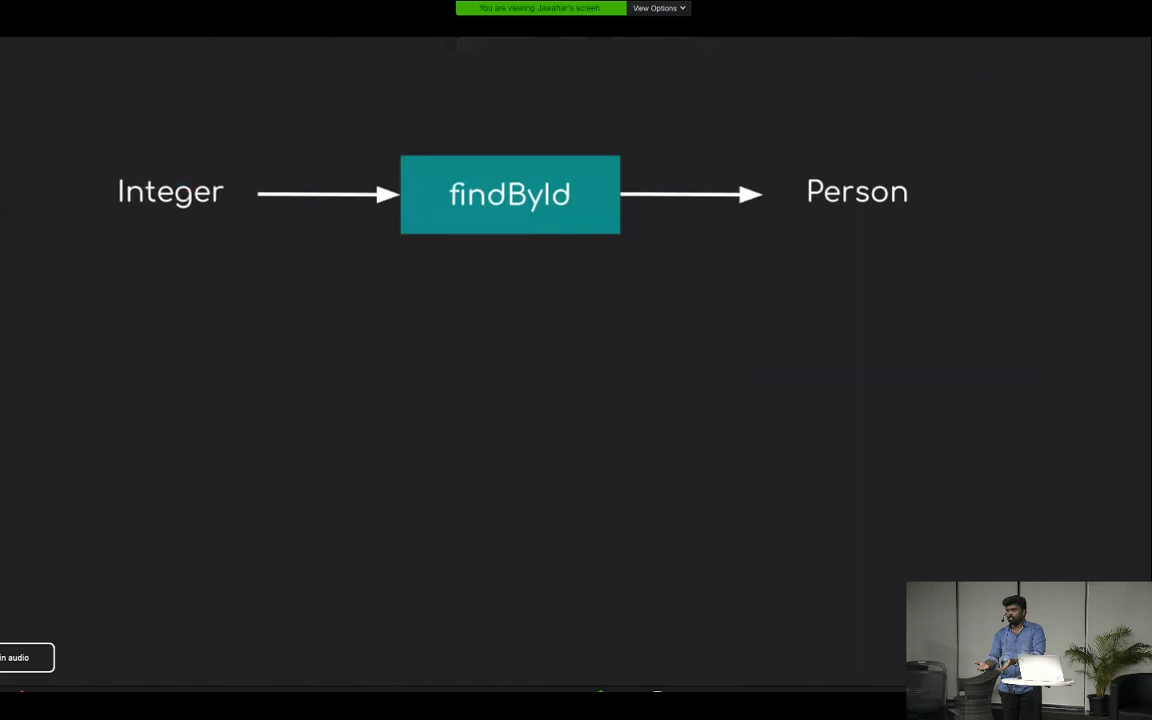 You are viewing Jawahar's screen View Options
Integer findById Person
in audio